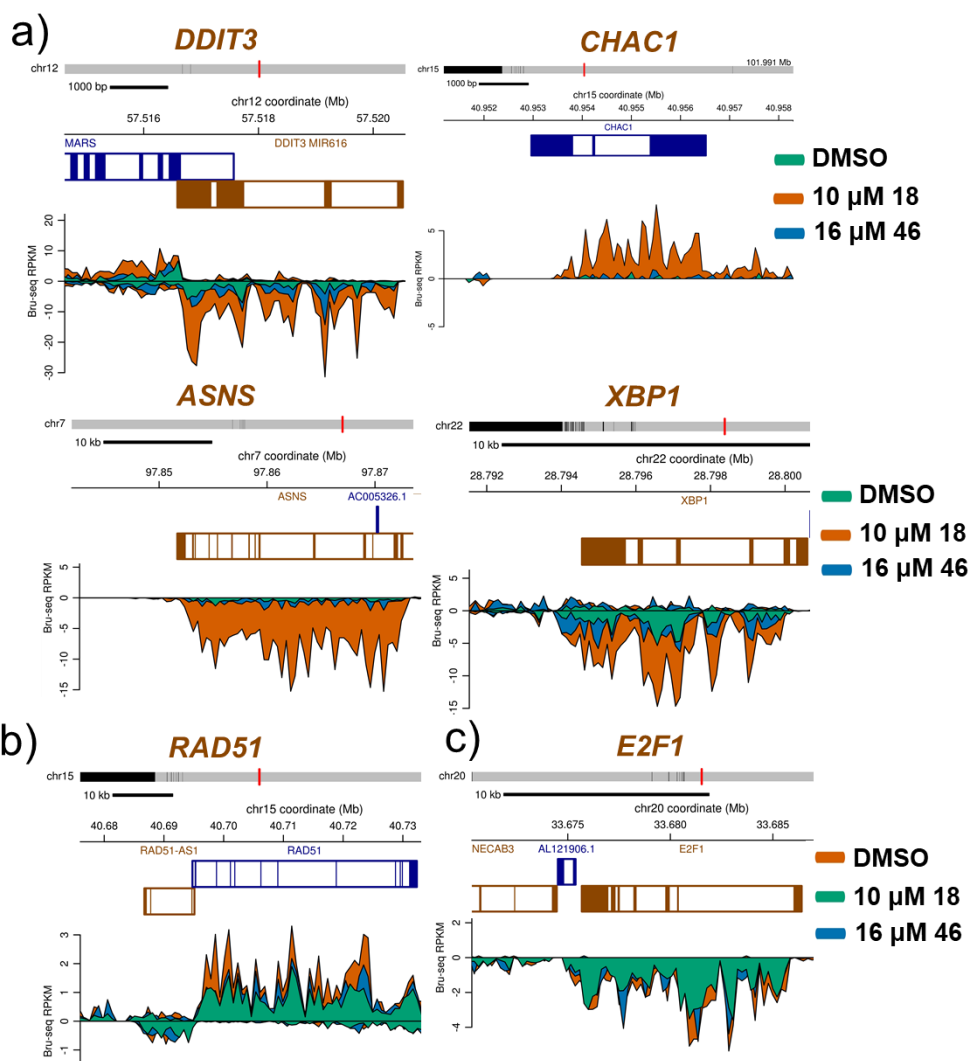 a)
DDIT3
chr12
1000 bp
chr12 coordinate (Mb)
57.516 57.518 57.520
MARS DDIT3 MIR616
Bru-seq RPKM
20
10
0
-10
-20
-30
CHAC1
chr15 101.991 Mb
1000 bp
chr15 coordinate (Mb)
40.952 40.953 40.954 40.955 40.956 40.957 40.958
CHAC1
Bru-seq RPKM
5
0
-5
DMSO
10 µM 18
16 µM 46
ASNS
chr7
10 kb
chr7 coordinate (Mb)
97.85 97.86 97.87
ASNS AC005326.1
Bru-seq RPKM
5
0
-5
-10
-15
XBP1
chr22
10 kb
chr22 coordinate (Mb)
28.792 28.794 28.796 28.798 28.800
XBP1
Bru-seq RPKM
5
0
-5
-10
-15
DMSO
10 µM 18
16 µM 46
b)
RAD51
chr15
10 kb
chr15 coordinate (Mb)
40.68 40.69 40.70 40.71 40.72 40.73
RAD51-AS1 RAD51
Bru-seq RPKM
3
2
1
0
-1
c)
E2F1
chr20
10 kb
chr20 coordinate (Mb)
33.675 33.680 33.685
NECAB3 AL121906.1 E2F1
Bru-seq RPKM
2
0
-2
-4
DMSO
10 µM 18
16 µM 46